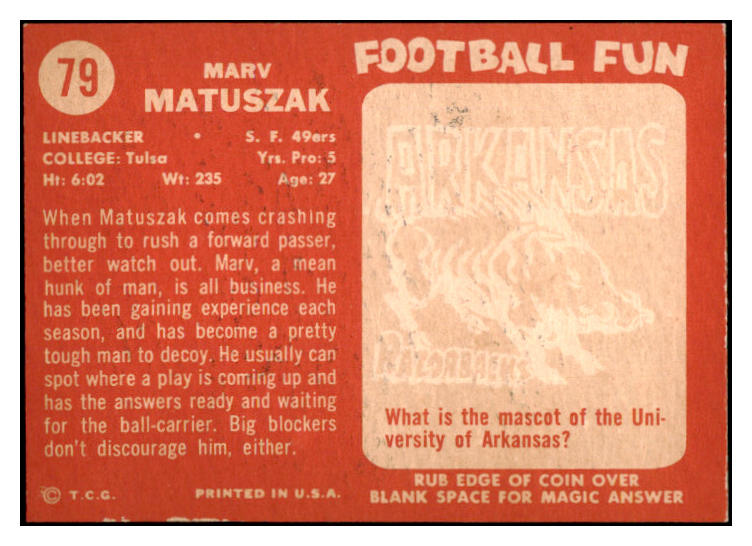 79
MARV
MATUSZAK
LINEBACKER • S. F. 49ers
COLLEGE: Tulsa Yrs. Pro: 5
Ht: 6:02 Wt: 235 Age: 27
When Matuszak comes crashing
through to rush a forward passer,
better watch out. Marv, a mean
hunk of man, is all business. He
has been gaining experience each
season, and has become a pretty
tough man to decoy. He usually can
spot where a play is coming up and
has the answers ready and waiting
for the ball-carrier. Big blockers
don't discourage him, either.
© T.C.G. PRINTED IN U.S.A.
FOOTBALL FUN
ARKANSAS
RAZORBACKS
What is the mascot of the Uni-
versity of Arkansas?
RUB EDGE OF COIN OVER
BLANK SPACE FOR MAGIC ANSWER